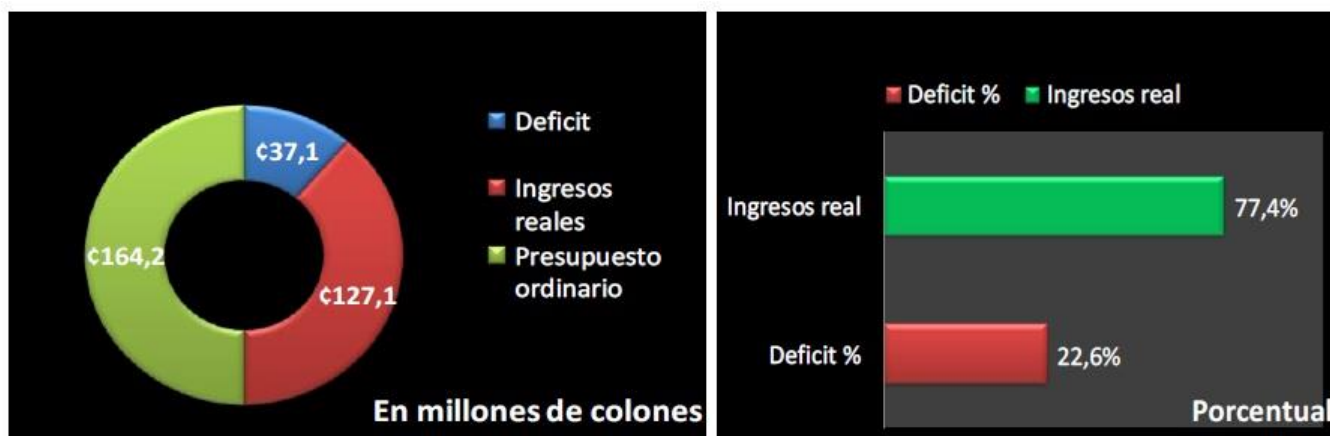 ¢37,1
¢164,2
¢127,1
Deficit
Ingresos
reales
Presupuesto
ordinario
En millones de colones
Deficit % Ingresos real
Ingresos real
77,4%
Deficit %
22,6%
Porcentual